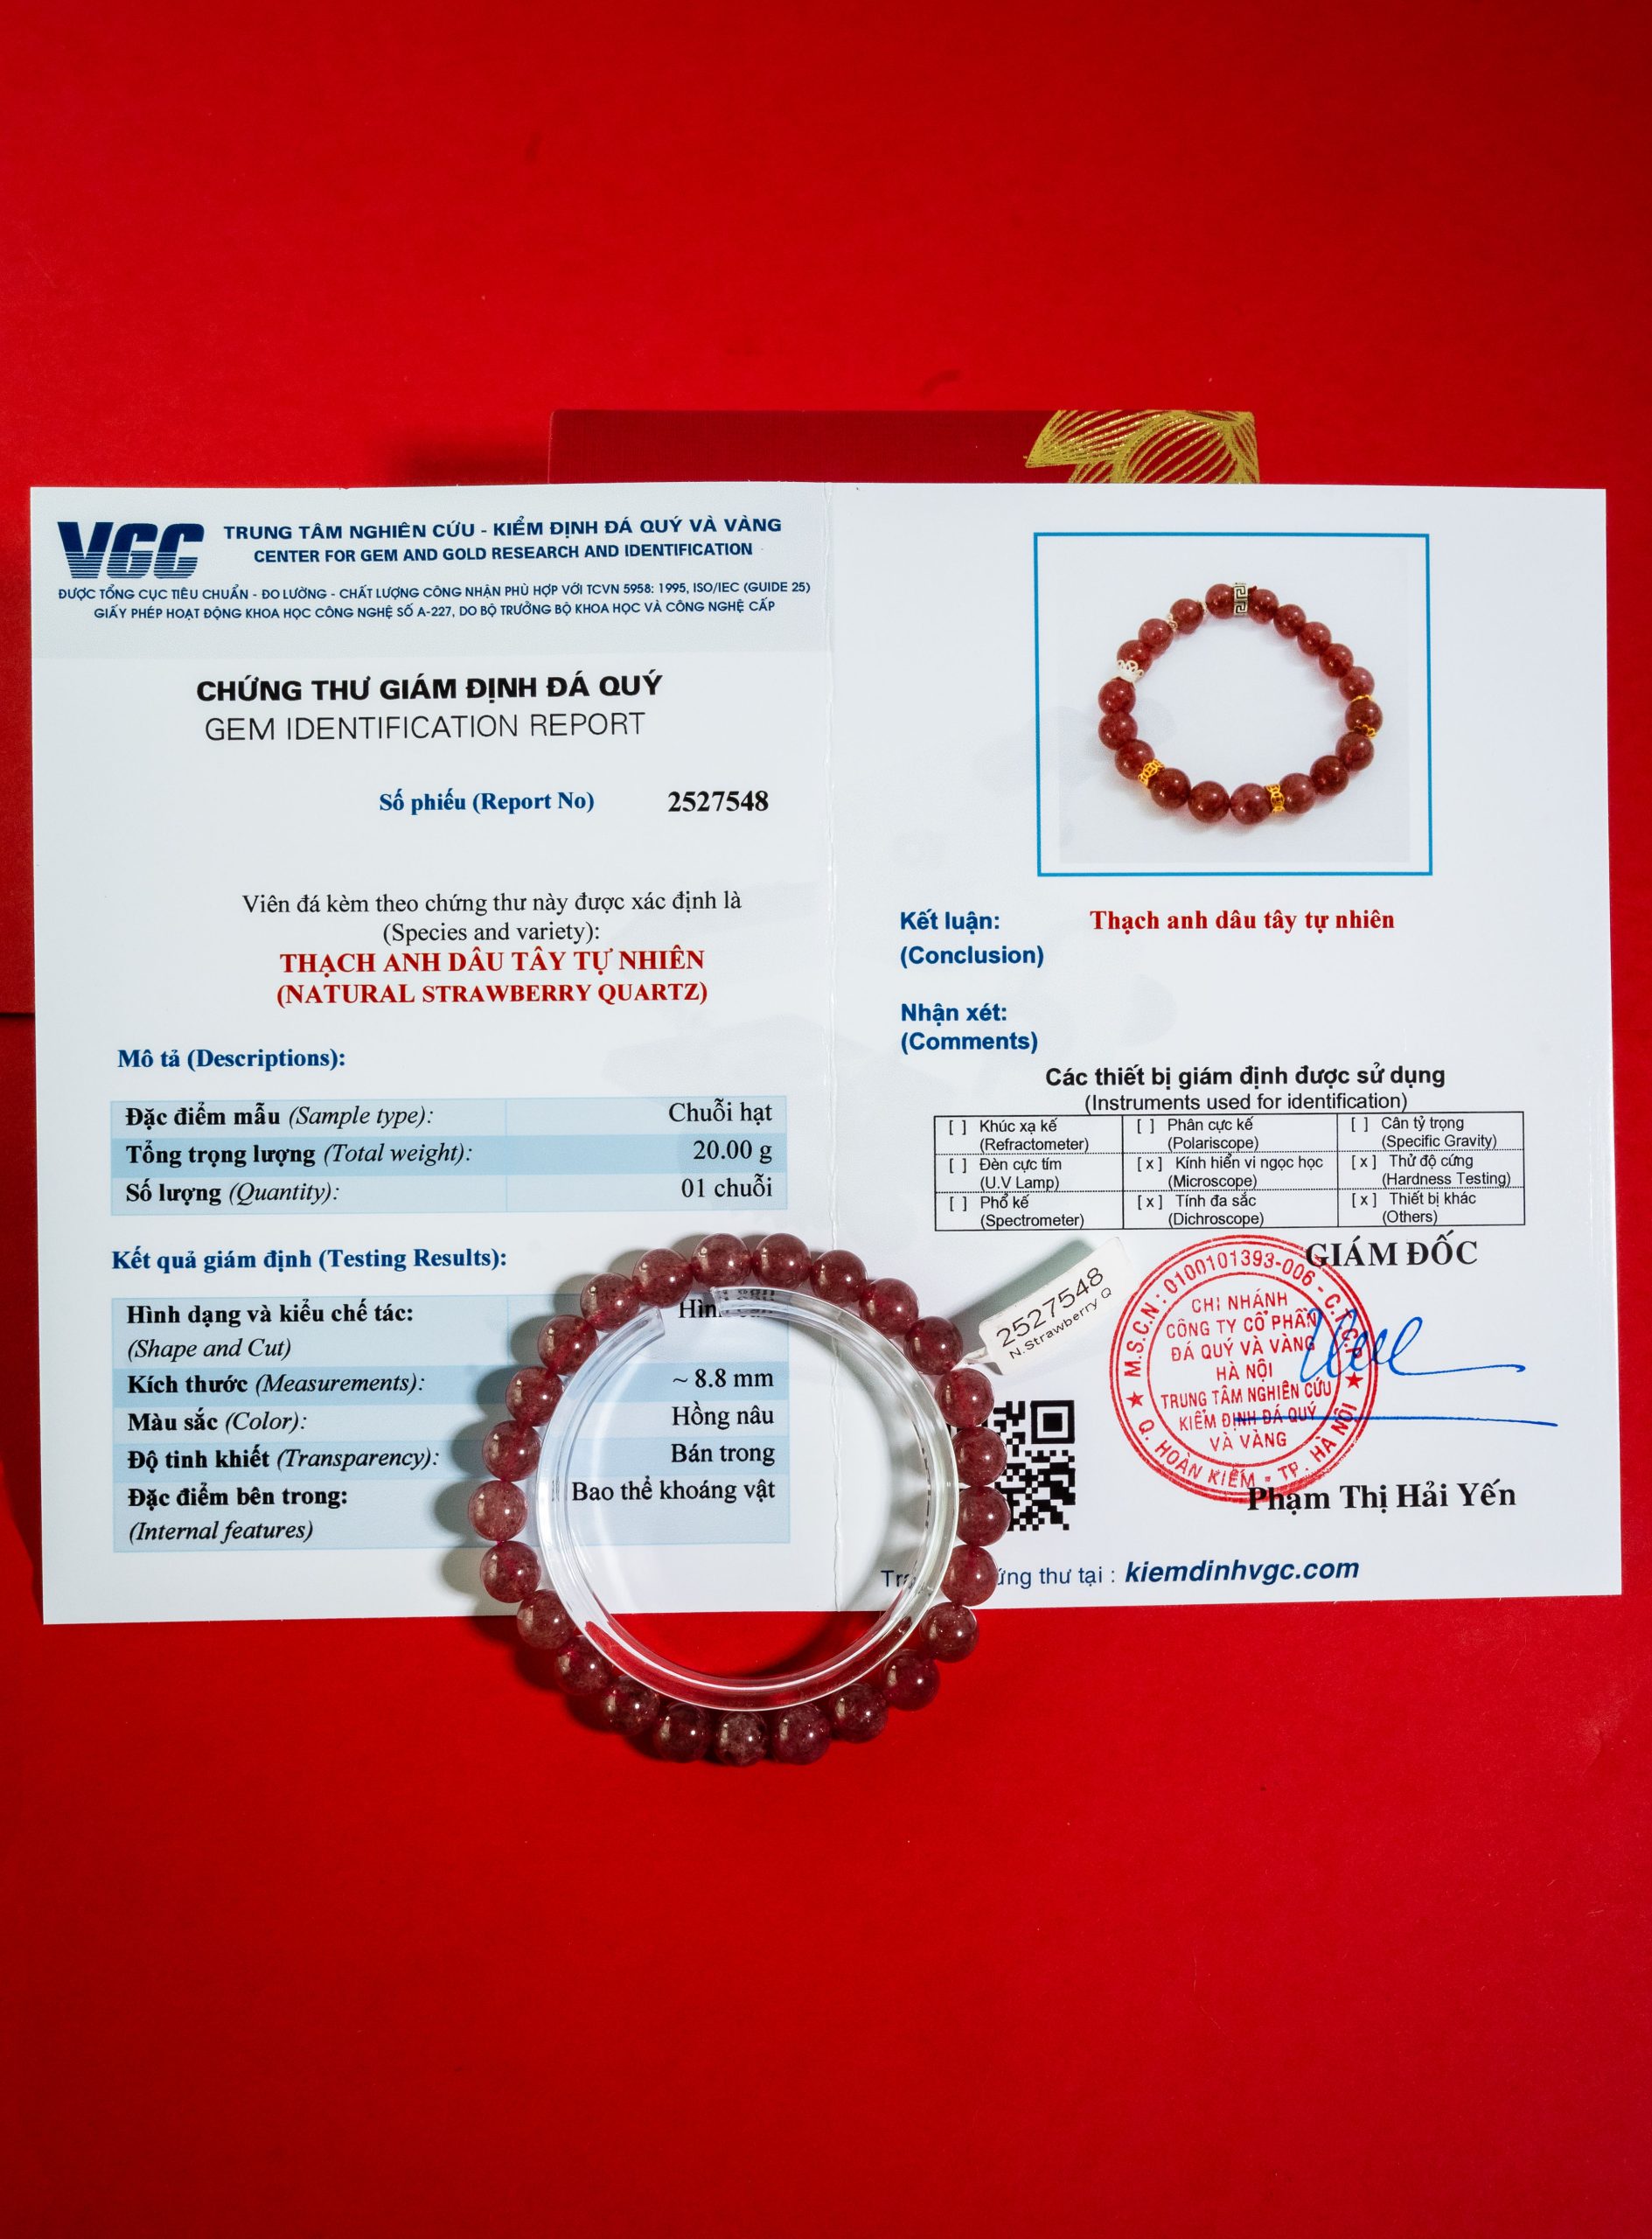 VGC
TRUNG TÂM NGHIÊN CỨU - KIỂM ĐỊNH ĐÁ QUÝ VÀ VÀNG
CENTER FOR GEM AND GOLD RESEARCH AND IDENTIFICATION
ĐƯỢC TỔNG CỤC TIÊU CHUẨN - ĐO LƯỜNG - CHẤT LƯỢNG CÔNG NHẬN PHÙ HỢP VỚI TCVN 5958: 1995, ISO/IEC (GUIDE 25)
GIẤY PHÉP HOẠT ĐỘNG KHOA HỌC CÔNG NGHỆ SỐ A-227, DO BỘ TRƯỞNG BỘ KHOA HỌC VÀ CÔNG NGHỆ CẤP
CHỨNG THƯ GIÁM ĐỊNH ĐÁ QUÝ
GEM IDENTIFICATION REPORT
Số phiếu (Report No) 2527548
Viên đá kèm theo chứng thư này được xác định là
(Species and variety):
THẠCH ANH DÂU TÂY TỰ NHIÊN
(NATURAL STRAWBERRY QUARTZ)
Mô tả (Descriptions):
Đặc điểm mẫu (Sample type): Chuỗi hạt
Tổng trọng lượng (Total weight): 20.00 g
Số lượng (Quantity): 01 chuỗi
Kết quả giám định (Testing Results):
Hình dạng và kiểu chế tác:
(Shape and Cut)
Kích thước (Measurements): ~ 8.8 mm
Màu sắc (Color): Hồng nâu
Độ tinh khiết (Transparency): Bán trong
Đặc điểm bên trong: Bao thể khoáng vật
(Internal features)
Kết luận: Thạch anh dâu tây tự nhiên
(Conclusion)
Nhận xét:
(Comments)
Các thiết bị giám định được sử dụng
(Instruments used for identification)
[ ] Khúc xạ kế [ ] Phân cực kế [ ] Cân tỷ trọng
(Refractometer) (Polariscope) (Specific Gravity)
[ ] Đèn cực tím [x] Kính hiển vi ngọc học [x] Thử độ cứng
(U.V Lamp) (Microscope) (Hardness Testing)
[ ] Phổ kế [x] Tính đa sắc [x] Thiết bị khác
(Spectrometer) (Dichroscope) (Others)
2527548
N.Strawberry Q
GIÁM ĐỐC
M.S.C.N : 0100101393-006 - C.T.C.P
CHI NHÁNH
CÔNG TY CỔ PHẦN
ĐÁ QUÝ VÀ VÀNG
HÀ NỘI
TRUNG TÂM NGHIÊN CỨU
KIỂM ĐỊNH ĐÁ QUÝ
VÀ VÀNG
Q. HOÀN KIẾM - TP. HÀ NỘI
Phạm Thị Hải Yến
thư tại : kiemdinhvgc.com